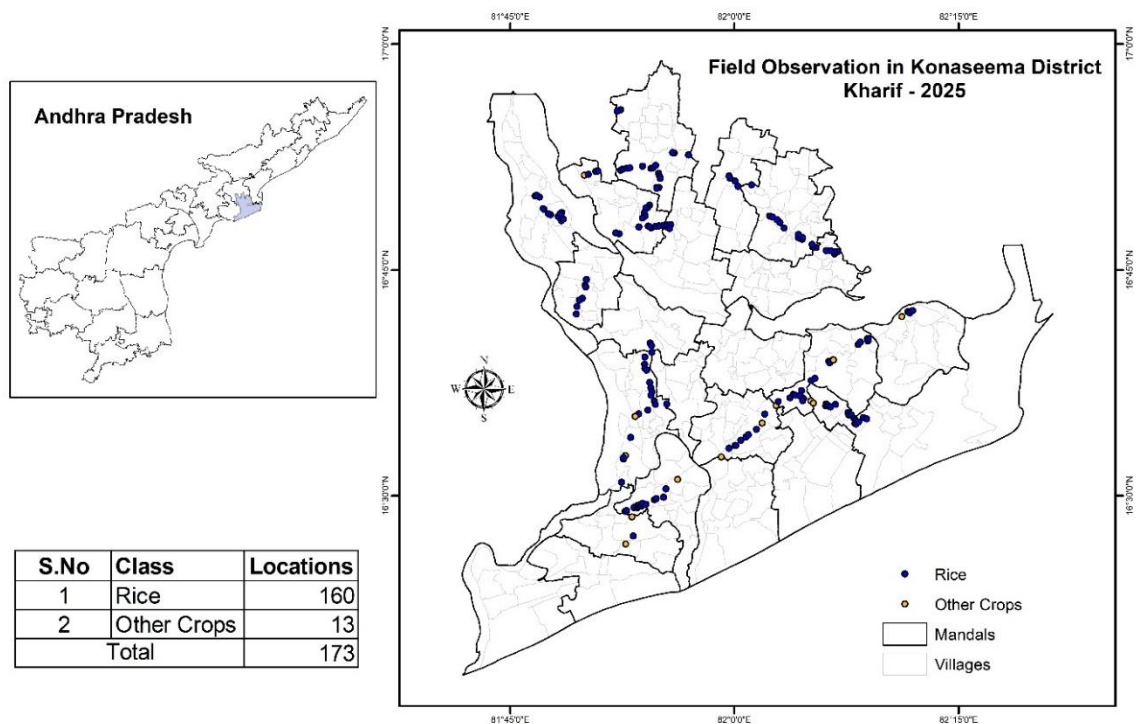 81°45'0"E 82°0'0"E 82°15'0"E
17°0'0"N 17°0'0"N
Field Observation in Konaseema District
Kharif - 2025
Andhra Pradesh
16°45'0"N 16°45'0"N
N
W E
S
16°30'0"N 16°30'0"N
S.No Class Locations
1 Rice 160
2 Other Crops 13
Total 173
Rice
Other Crops
Mandals
Villages
81°45'0"E 82°0'0"E 82°15'0"E